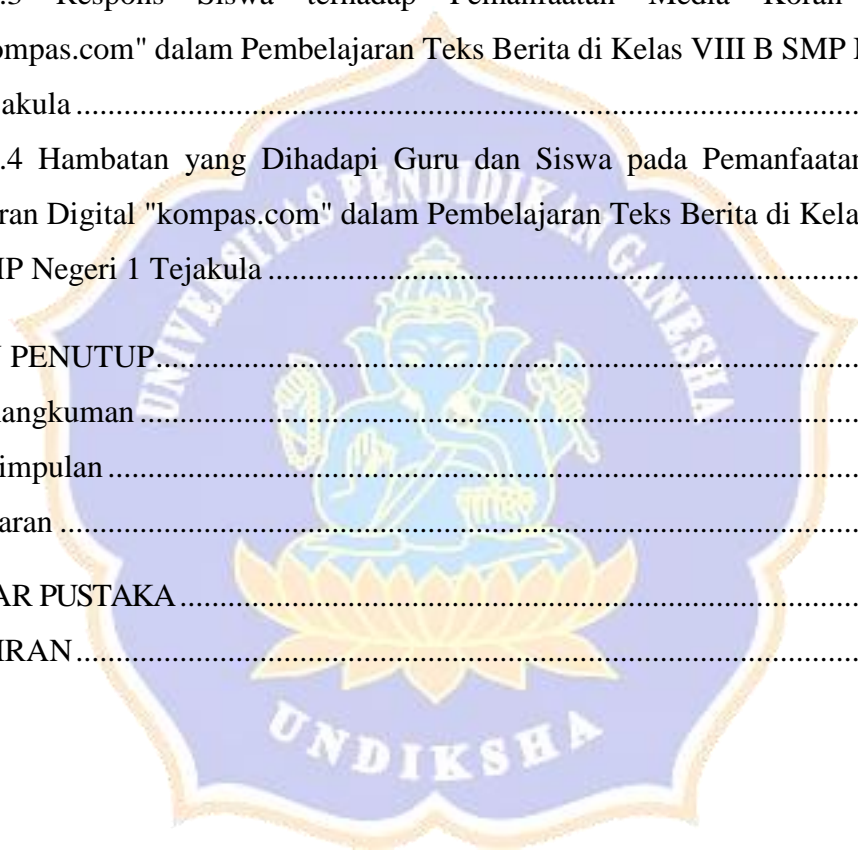 .3 Respons Siswa terhadap Pemanfaatan Media Koran
ompas.com" dalam Pembelajaran Teks Berita di Kelas VIII B SMP
jakula ...........................................................
.4 Hambatan yang Dihadapi Guru dan Siswa pada Pemanfaatan
ran Digital "kompas.com" dalam Pembelajaran Teks Berita di Kela
IP Negeri 1 Tejakula ...........................................................
PENUTUP...........................................................
angkuman ...........................................................
impulan ...........................................................
aran ...........................................................
AR PUSTAKA ...........................................................
IRAN ...........................................................
UNIVERSITAS PENDIDIKAN GANESHA
UNDIKSHA